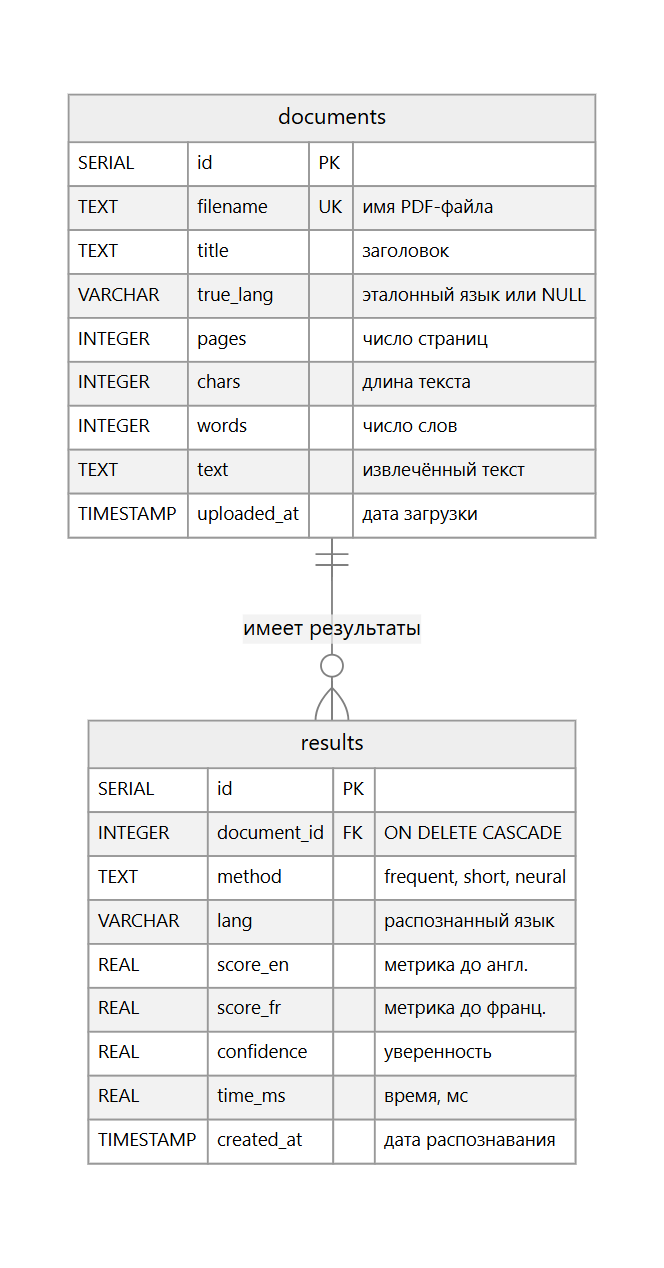 documents
SERIAL id PK
TEXT filename UK имя PDF-файла
TEXT title заголовок
VARCHAR true_lang эталонный язык или NULL
INTEGER pages число страниц
INTEGER chars длина текста
INTEGER words число слов
TEXT text извлечённый текст
TIMESTAMP uploaded_at дата загрузки
имеет результаты
results
SERIAL id PK
INTEGER document_id FK ON DELETE CASCADE
TEXT method frequent, short, neural
VARCHAR lang распознанный язык
REAL score_en метрика до англ.
REAL score_fr метрика до франц.
REAL confidence уверенность
REAL time_ms время, мс
TIMESTAMP created_at дата распознавания